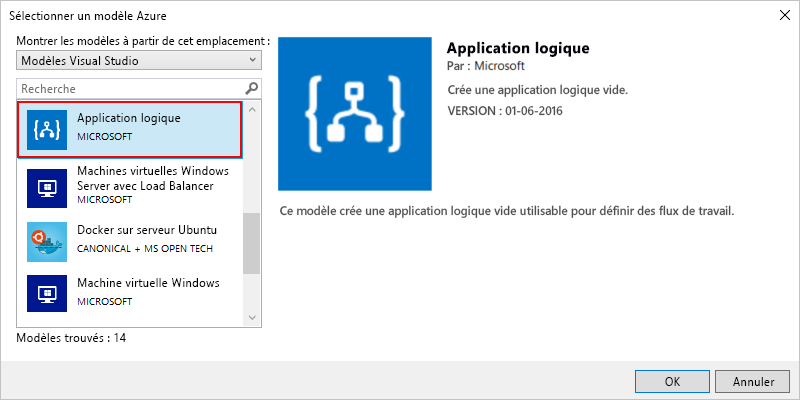 Sélectionner un modèle Azure
Montrer les modèles à partir de cet emplacement :
Modèles Visual Studio
Recherche
Application logique
MICROSOFT
Machines virtuelles Windows
Server avec Load Balancer
MICROSOFT
Docker sur serveur Ubuntu
CANONICAL + MS OPEN TECH
Machine virtuelle Windows
MICROSOFT
Modèles trouvés : 14
Application logique
Par : Microsoft
Crée une application logique vide.
VERSION : 01-06-2016
Ce modèle crée une application logique vide utilisable pour définir des flux de travail.
OK
Annuler